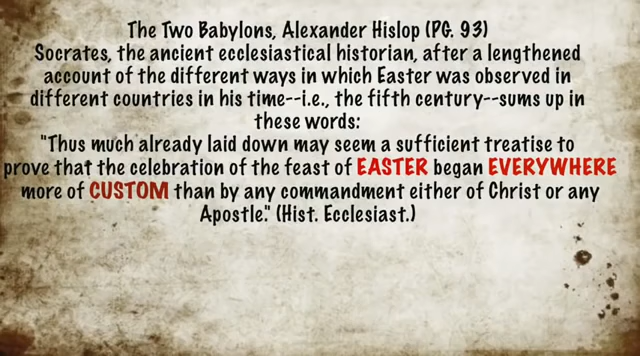 The Two Babylons, Alexander Hislop (PG. 93)
Socrates, the ancient ecclesiastical historian, after a lengthened
account of the different ways in which Easter was observed in
different countries in his time--i.e., the fifth century--sums up in
these words:
"Thus much already laid down may seem a sufficient treatise to
prove that the celebration of the feast of EASTER began EVERYWHERE
more of CUSTOM than by any commandment either of Christ or any
Apostle." (Hist. Ecclesiast.)